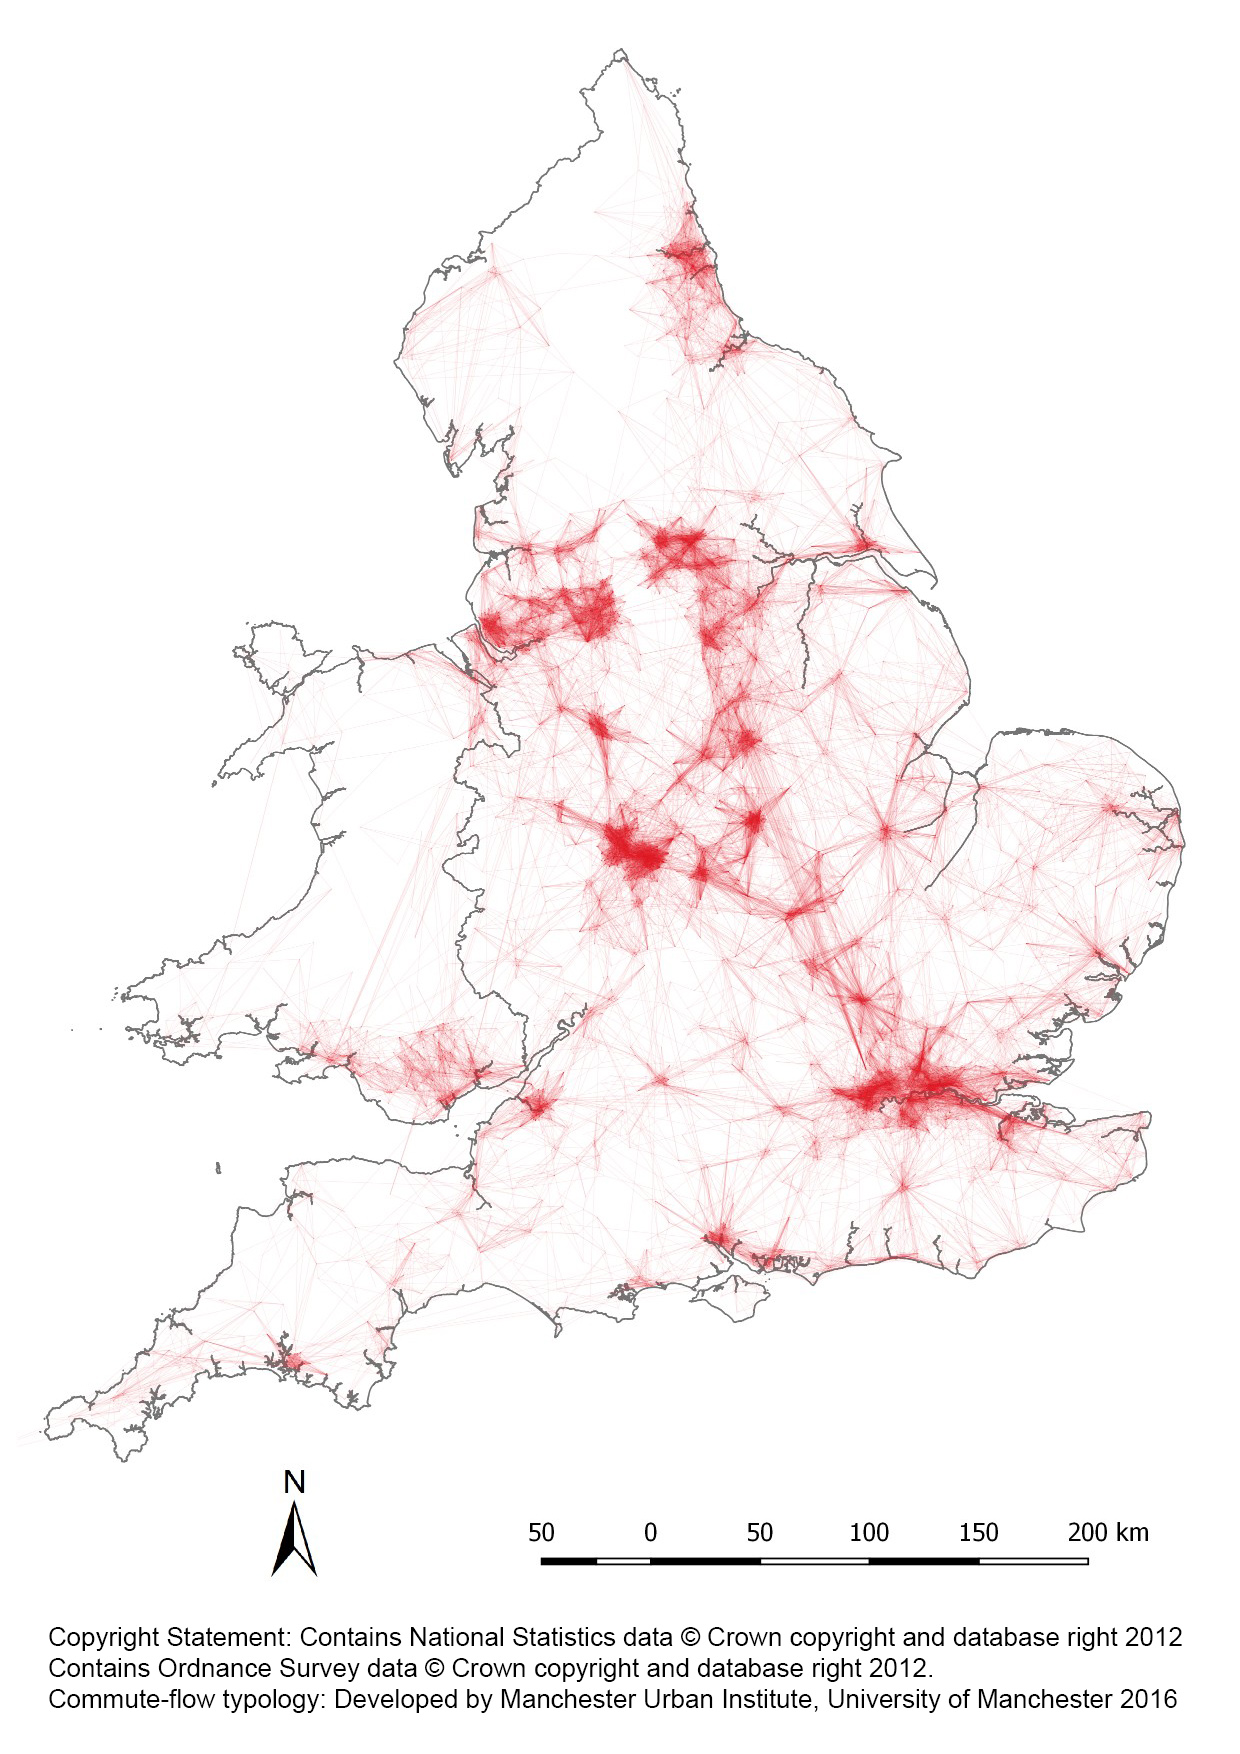 N
50 0 50 100 150 200 km
Copyright Statement: Contains National Statistics data © Crown copyright and database right 2012
Contains Ordnance Survey data © Crown copyright and database right 2012.
Commute-flow typology: Developed by Manchester Urban Institute, University of Manchester 2016